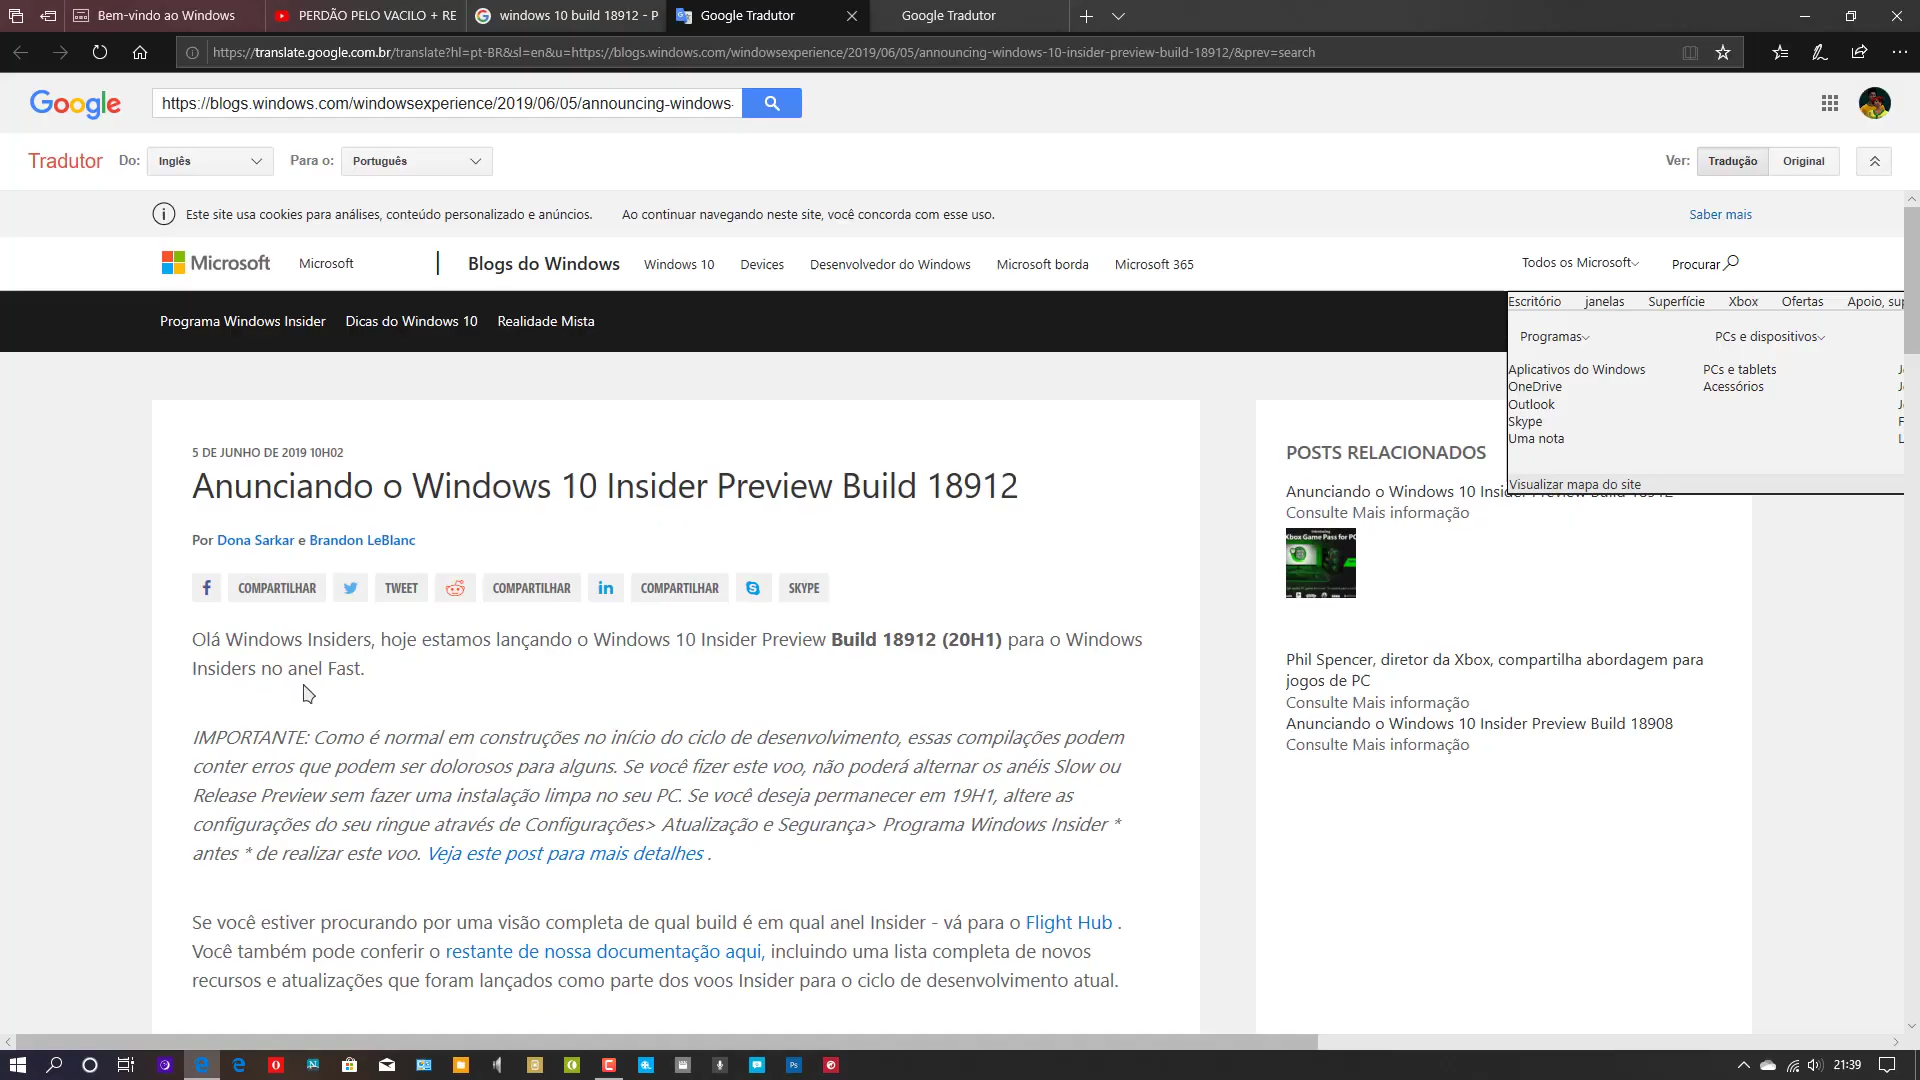 Bem-vindo ao Windows
PERDÃO PELO VACILO + RE
windows 10 build 18912 - P
Google Tradutor
Google Tradutor
https://translate.google.com.br/translate?hl=pt-BR&sl=en&u=https://blogs.windows.com/windowsexperience/2019/06/05/announcing-windows-10-insider-preview-build-18912/&prev=search
Google
https://blogs.windows.com/windowsexperience/2019/06/05/announcing-windows-
Tradutor Do: Inglês Para o: Português Ver: Tradução Original
Este site usa cookies para análises, conteúdo personalizado e anúncios. Ao continuar navegando neste site, você concorda com esse uso. Saber mais
Microsoft Microsoft Blogs do Windows Windows 10 Devices Desenvolvedor do Windows Microsoft borda Microsoft 365 Todos os Microsoft Procurar
Programa Windows Insider Dicas do Windows 10 Realidade Mista
Escritório janelas Superfície Xbox Ofertas Apoio, sup
Programas PCs e dispositivos
Aplicativos do Windows PCs e tablets
OneDrive Acessórios
Outlook
Skype
Uma nota
Visualizar mapa do site
5 DE JUNHO DE 2019 10H02
Anunciando o Windows 10 Insider Preview Build 18912
Por Dona Sarkar e Brandon LeBlanc
COMPARTILHAR TWEET COMPARTILHAR COMPARTILHAR SKYPE
Olá Windows Insiders, hoje estamos lançando o Windows 10 Insider Preview Build 18912 (20H1) para o Windows
Insiders no anel Fast.
IMPORTANTE: Como é normal em construções no início do ciclo de desenvolvimento, essas compilações podem
conter erros que podem ser dolorosos para alguns. Se você fizer este voo, não poderá alternar os anéis Slow ou
Release Preview sem fazer uma instalação limpa no seu PC. Se você deseja permanecer em 19H1, altere as
configurações do seu ringue através de Configurações> Atualização e Segurança> Programa Windows Insider *
antes * de realizar este voo. Veja este post para mais detalhes .
Se você estiver procurando por uma visão completa de qual build é em qual anel Insider - vá para o Flight Hub .
Você também pode conferir o restante de nossa documentação aqui, incluindo uma lista completa de novos
recursos e atualizações que foram lançados como parte dos voos Insider para o ciclo de desenvolvimento atual.
POSTS RELACIONADOS
Anunciando o Windows 10 Insider Preview Build 18912
Consulte Mais informação
Xbox Game Pass for PC
Phil Spencer, diretor da Xbox, compartilha abordagem para
jogos de PC
Consulte Mais informação
Anunciando o Windows 10 Insider Preview Build 18908
Consulte Mais informação
21:39